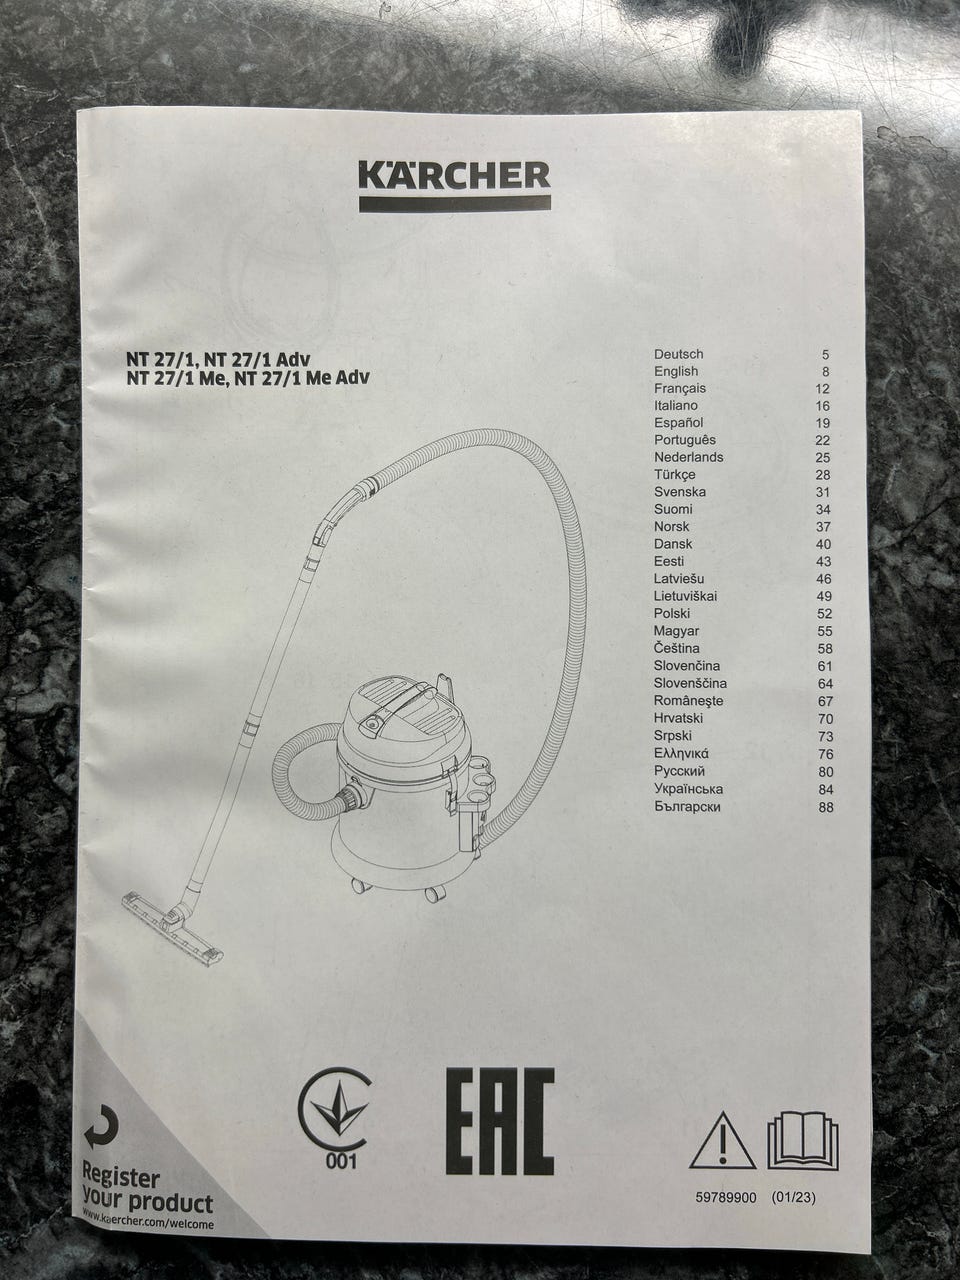 KÄRCHER
NT 27/1, NT 27/1 Adv
NT 27/1 Me, NT 27/1 Me Adv
Deutsch 5
English 8
Français 12
Italiano 16
Español 19
Português 22
Nederlands 25
Türkçe 28
Svenska 31
Suomi 34
Norsk 37
Dansk 40
Eesti 43
Latviešu 46
Lietuviškai 49
Polski 52
Magyar 55
Čeština 58
Slovenčina 61
Slovenščina 64
Româneşte 67
Hrvatski 70
Srpski 73
Ελληνικά 76
Русский 80
Українська 84
Български 88
Register
your product
www.kaercher.com/welcome
001
EAC
59789900 (01/23)